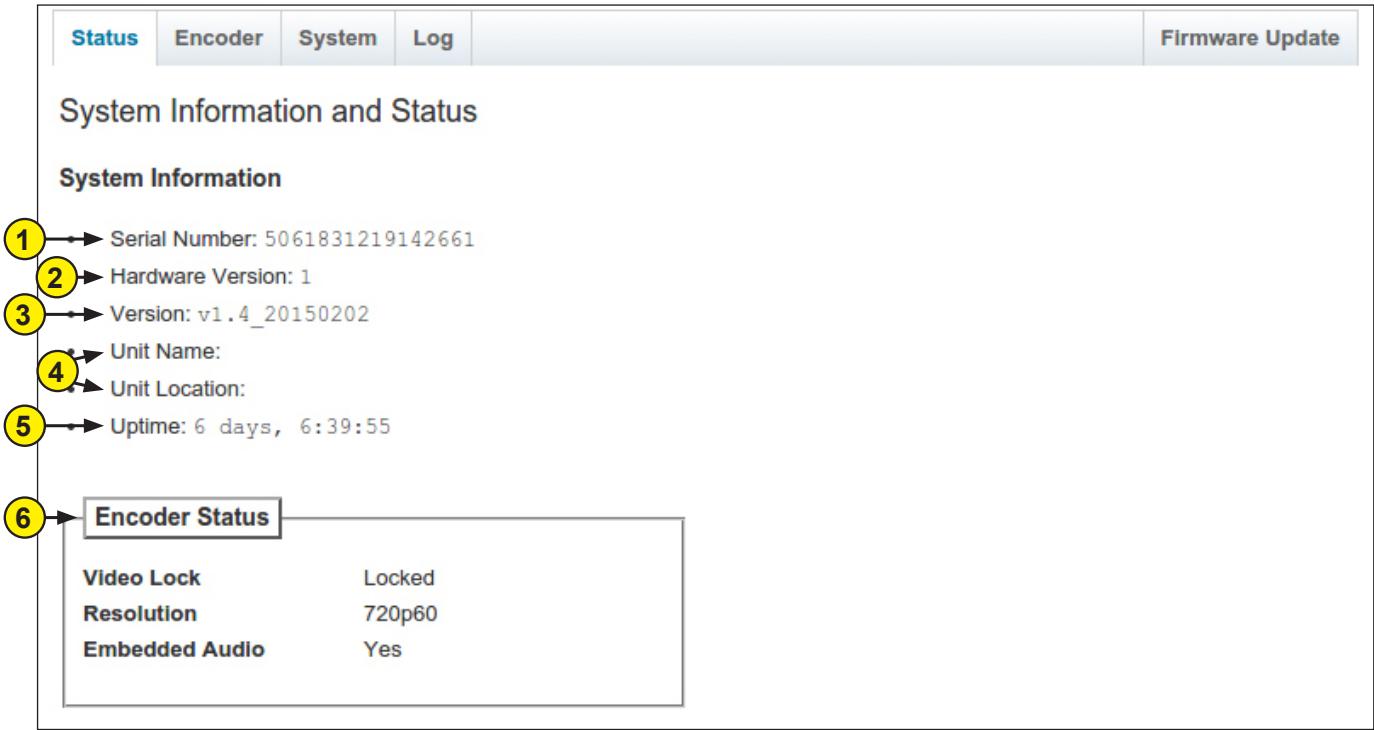 Status Encoder System Log Firmware Update
System Information and Status
System Information
1 Serial Number: 5061831219142661
2 Hardware Version: 1
3 Version: v1.4_20150202
Unit Name:
4
Unit Location:
5 Uptime: 6 days, 6:39:55
6 Encoder Status
Video Lock Locked
Resolution 720p60
Embedded Audio Yes